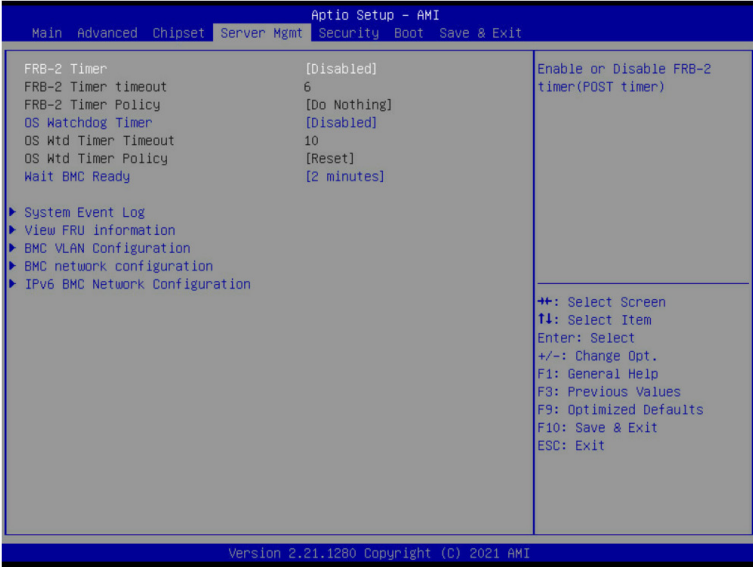 Aptio Setup – AMI
Main Advanced Chipset Server Mgmt Security Boot Save & Exit
FRB-2 Timer [Disabled]
FRB-2 Timer timeout 6
FRB-2 Timer Policy [Do Nothing]
OS Watchdog Timer [Disabled]
OS Wtd Timer Timeout 10
OS Wtd Timer Policy [Reset]
Wait BMC Ready [2 minutes]
System Event Log
View FRU information
BMC VLAN Configuration
BMC network configuration
IPv6 BMC Network Configuration
Enable or Disable FRB-2
timer(POST timer)
→←: Select Screen
↑↓: Select Item
Enter: Select
+/-: Change Opt.
F1: General Help
F3: Previous Values
F9: Optimized Defaults
F10: Save & Exit
ESC: Exit
Version 2.21.1280 Copyright (C) 2021 AMI